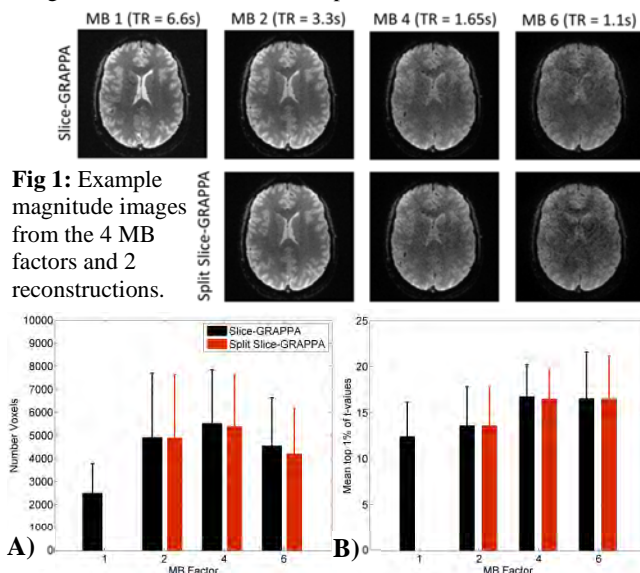 MB 1 (TR = 6.6s) MB 2 (TR = 3.3s) MB 4 (TR = 1.65s) MB 6 (TR = 1.1s)
Slice-GRAPPA
Fig 1: Example
magnitude images
from the 4 MB
factors and 2
reconstructions.
Split Slice-GRAPPA
10000
9000
8000
7000
6000
5000
4000
3000
2000
1000
0
Number Voxels
Slice-GRAPPA
Split Slice-GRAPPA
1 2 4 6
MB Factor
A)
25
20
15
10
5
0
Mean top 1% of t-values
1 2 4 6
MB Factor
B)